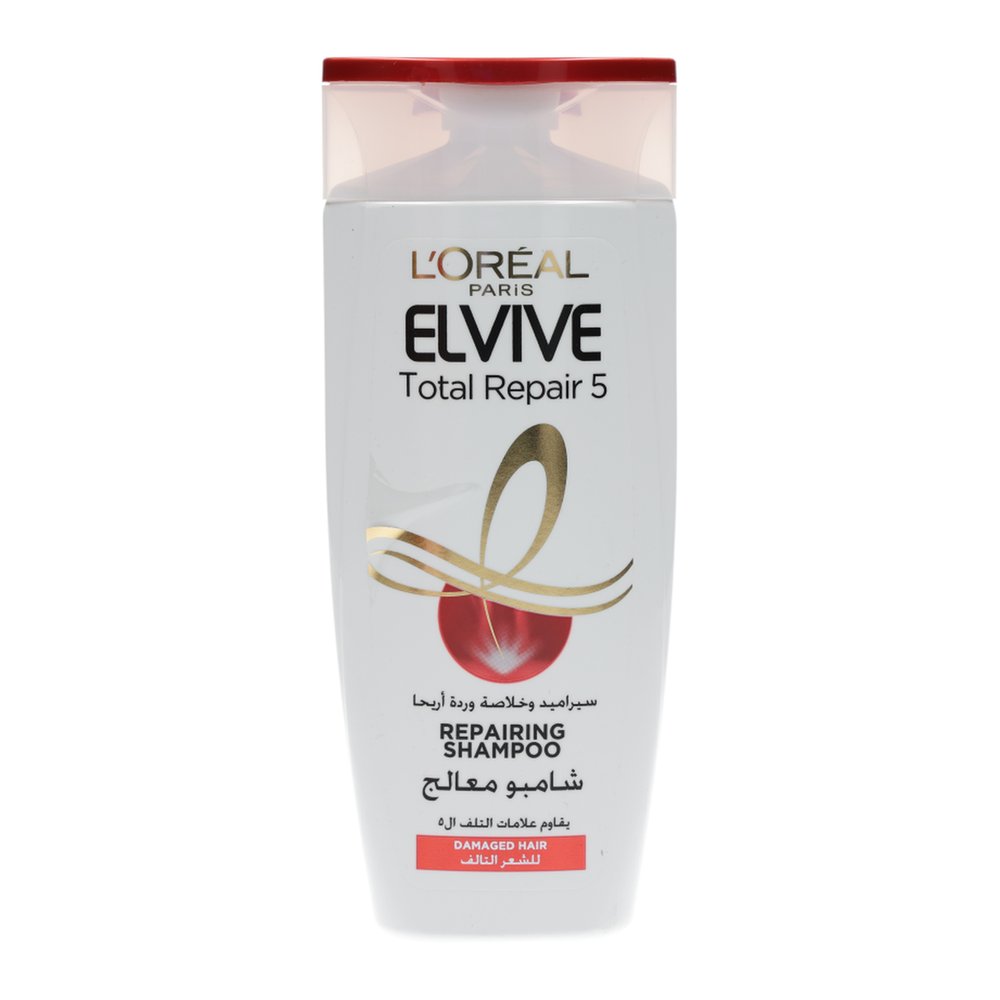 L'ORÉAL
PARIS
ELVIVE
Total Repair 5
سيراميد وخلاصة وردة أريحا
REPAIRING
SHAMPOO
شامبو معالج
يقاوم علامات التلف ال٥
DAMAGED HAIR
للشعر التالف